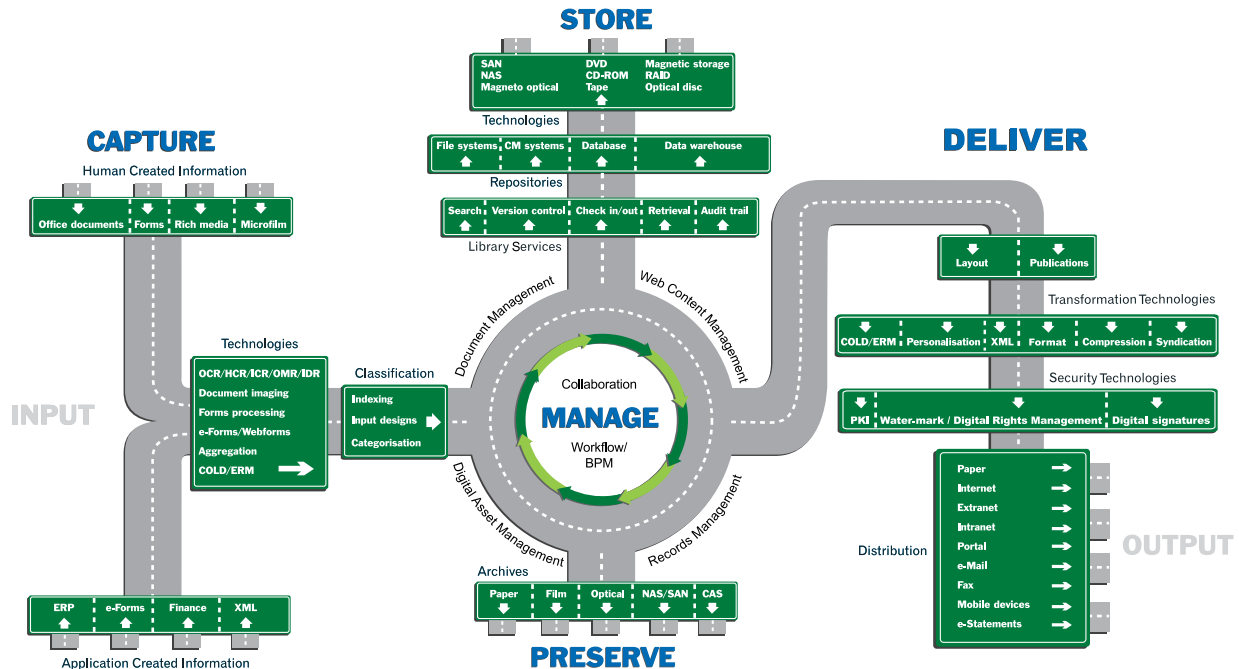 STORE
SAN
NAS
Magneto optical
DVD
CD-ROM
Tape
Magnetic storage
RAID
Optical disc
Technologies
File systems
CM systems
Database
Data warehouse
Repositories
Search
Version control
Check in/out
Retrieval
Audit trail
Library Services
CAPTURE
Human Created Information
Office documents
Forms
Rich media
Microfilm
INPUT
Technologies
OCR/HCR/ICR/OMR/IDR
Document imaging
Forms processing
e-Forms/Webforms
Aggregation
COLD/ERM
Classification
Indexing
Input designs
Categorisation
ERP
e-Forms
Finance
XML
Application Created Information
Document Management
Web Content Management
Collaboration
MANAGE
Workflow/
BPM
Digital Asset Management
Records Management
Archives
Paper
Film
Optical
NAS/SAN
CAS
PRESERVE
DELIVER
Layout
Publications
Transformation Technologies
COLD/ERM
Personalisation
XML
Format
Compression
Syndication
Security Technologies
PKI
Water-mark / Digital Rights Management
Digital signatures
Distribution
Paper
Internet
Extranet
Intranet
Portal
e-Mail
Fax
Mobile devices
e-Statements
OUTPUT